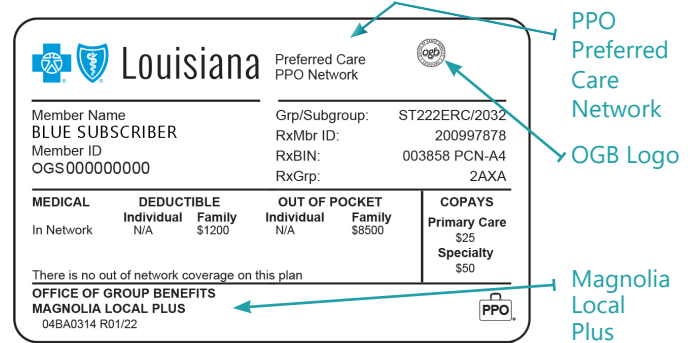 Louisiana
Preferred Care
PPO Network
ogb
Member Name
BLUE SUBSCRIBER
Member ID
OGS000000000
Grp/Subgroup: ST222ERC/2032
RxMbr ID: 200997878
RxBIN: 003858 PCN-A4
RxGrp: 2AXA
MEDICAL DEDUCTIBLE OUT OF POCKET
Individual Family Individual Family
In Network N/A $1200 N/A $8500
There is no out of network coverage on this plan
COPAYS
Primary Care
$25
Specialty
$50
OFFICE OF GROUP BENEFITS
MAGNOLIA LOCAL PLUS
04BA0314 R01/22
PPO
PPO
Preferred
Care
Network
OGB Logo
Magnolia
Local
Plus